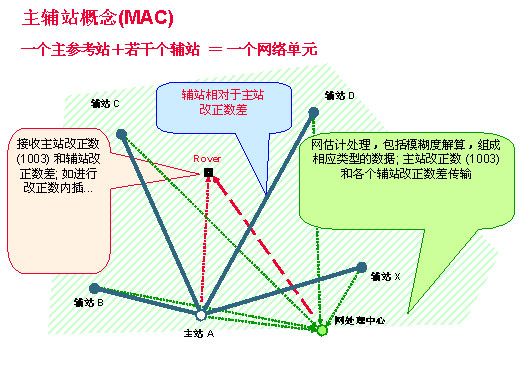 主辅站概念(MAC)
一个主参考站＋若干个辅站 ＝ 一个网络单元
辅站 C
辅站相对于主站
改正数差
辅站 D
接收主站改正数
(1003) 和辅站改
正数差; 如进行
改正数内插...
Rover
网估计处理，包括模糊度解算，组成
相应类型的数据; 主站改正数 (1003)
和各个辅站改正数差传输
辅站 X
辅站 B
主站 A
网处理中心